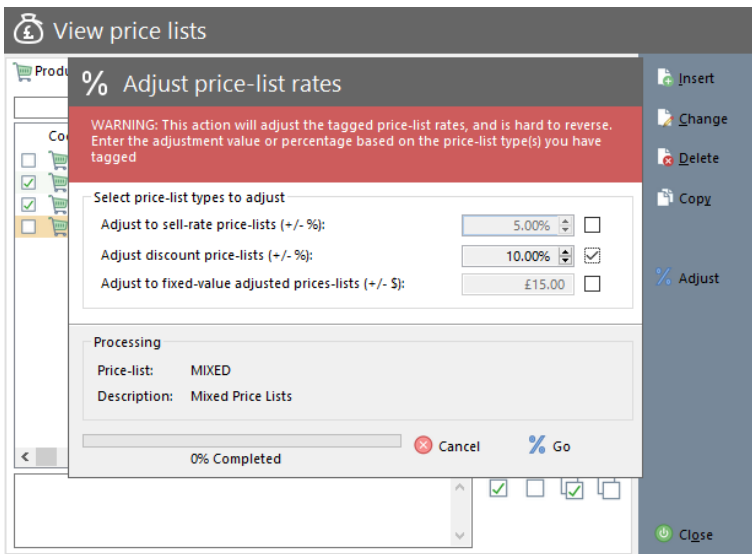 View price lists
Produ
Adjust price-list rates
WARNING: This action will adjust the tagged price-list rates, and is hard to reverse.
Enter the adjustment value or percentage based on the price-list type(s) you have
tagged
Coc
Select price-list types to adjust
Adjust to sell-rate price-lists (+/- %): 5.00%
Adjust discount price-lists (+/- %): 10.00%
Adjust to fixed-value adjusted prices-lists (+/- $): £15.00
Processing
Price-list: MIXED
Description: Mixed Price Lists
0% Completed
Cancel
% Go
Insert
Change
Delete
Copy
% Adjust
Close